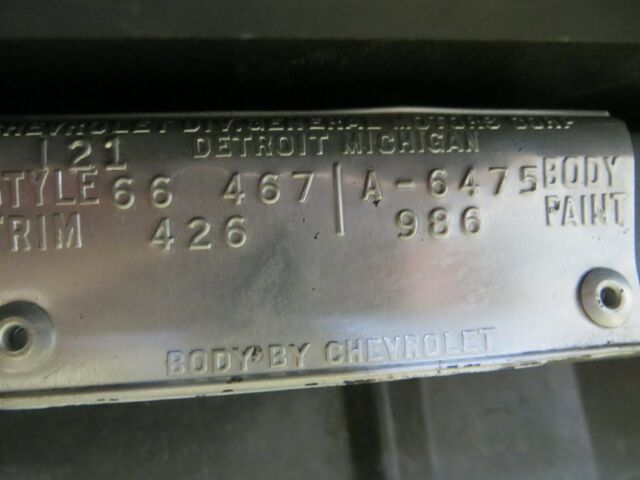 CHEVROLET DIV. GENERAL MOTORS CORP
I21 DETROIT MICHIGAN
STYLE 66 467 | A-6475 BODY
TRIM 426 | 986 PAINT
BODY BY CHEVROLET